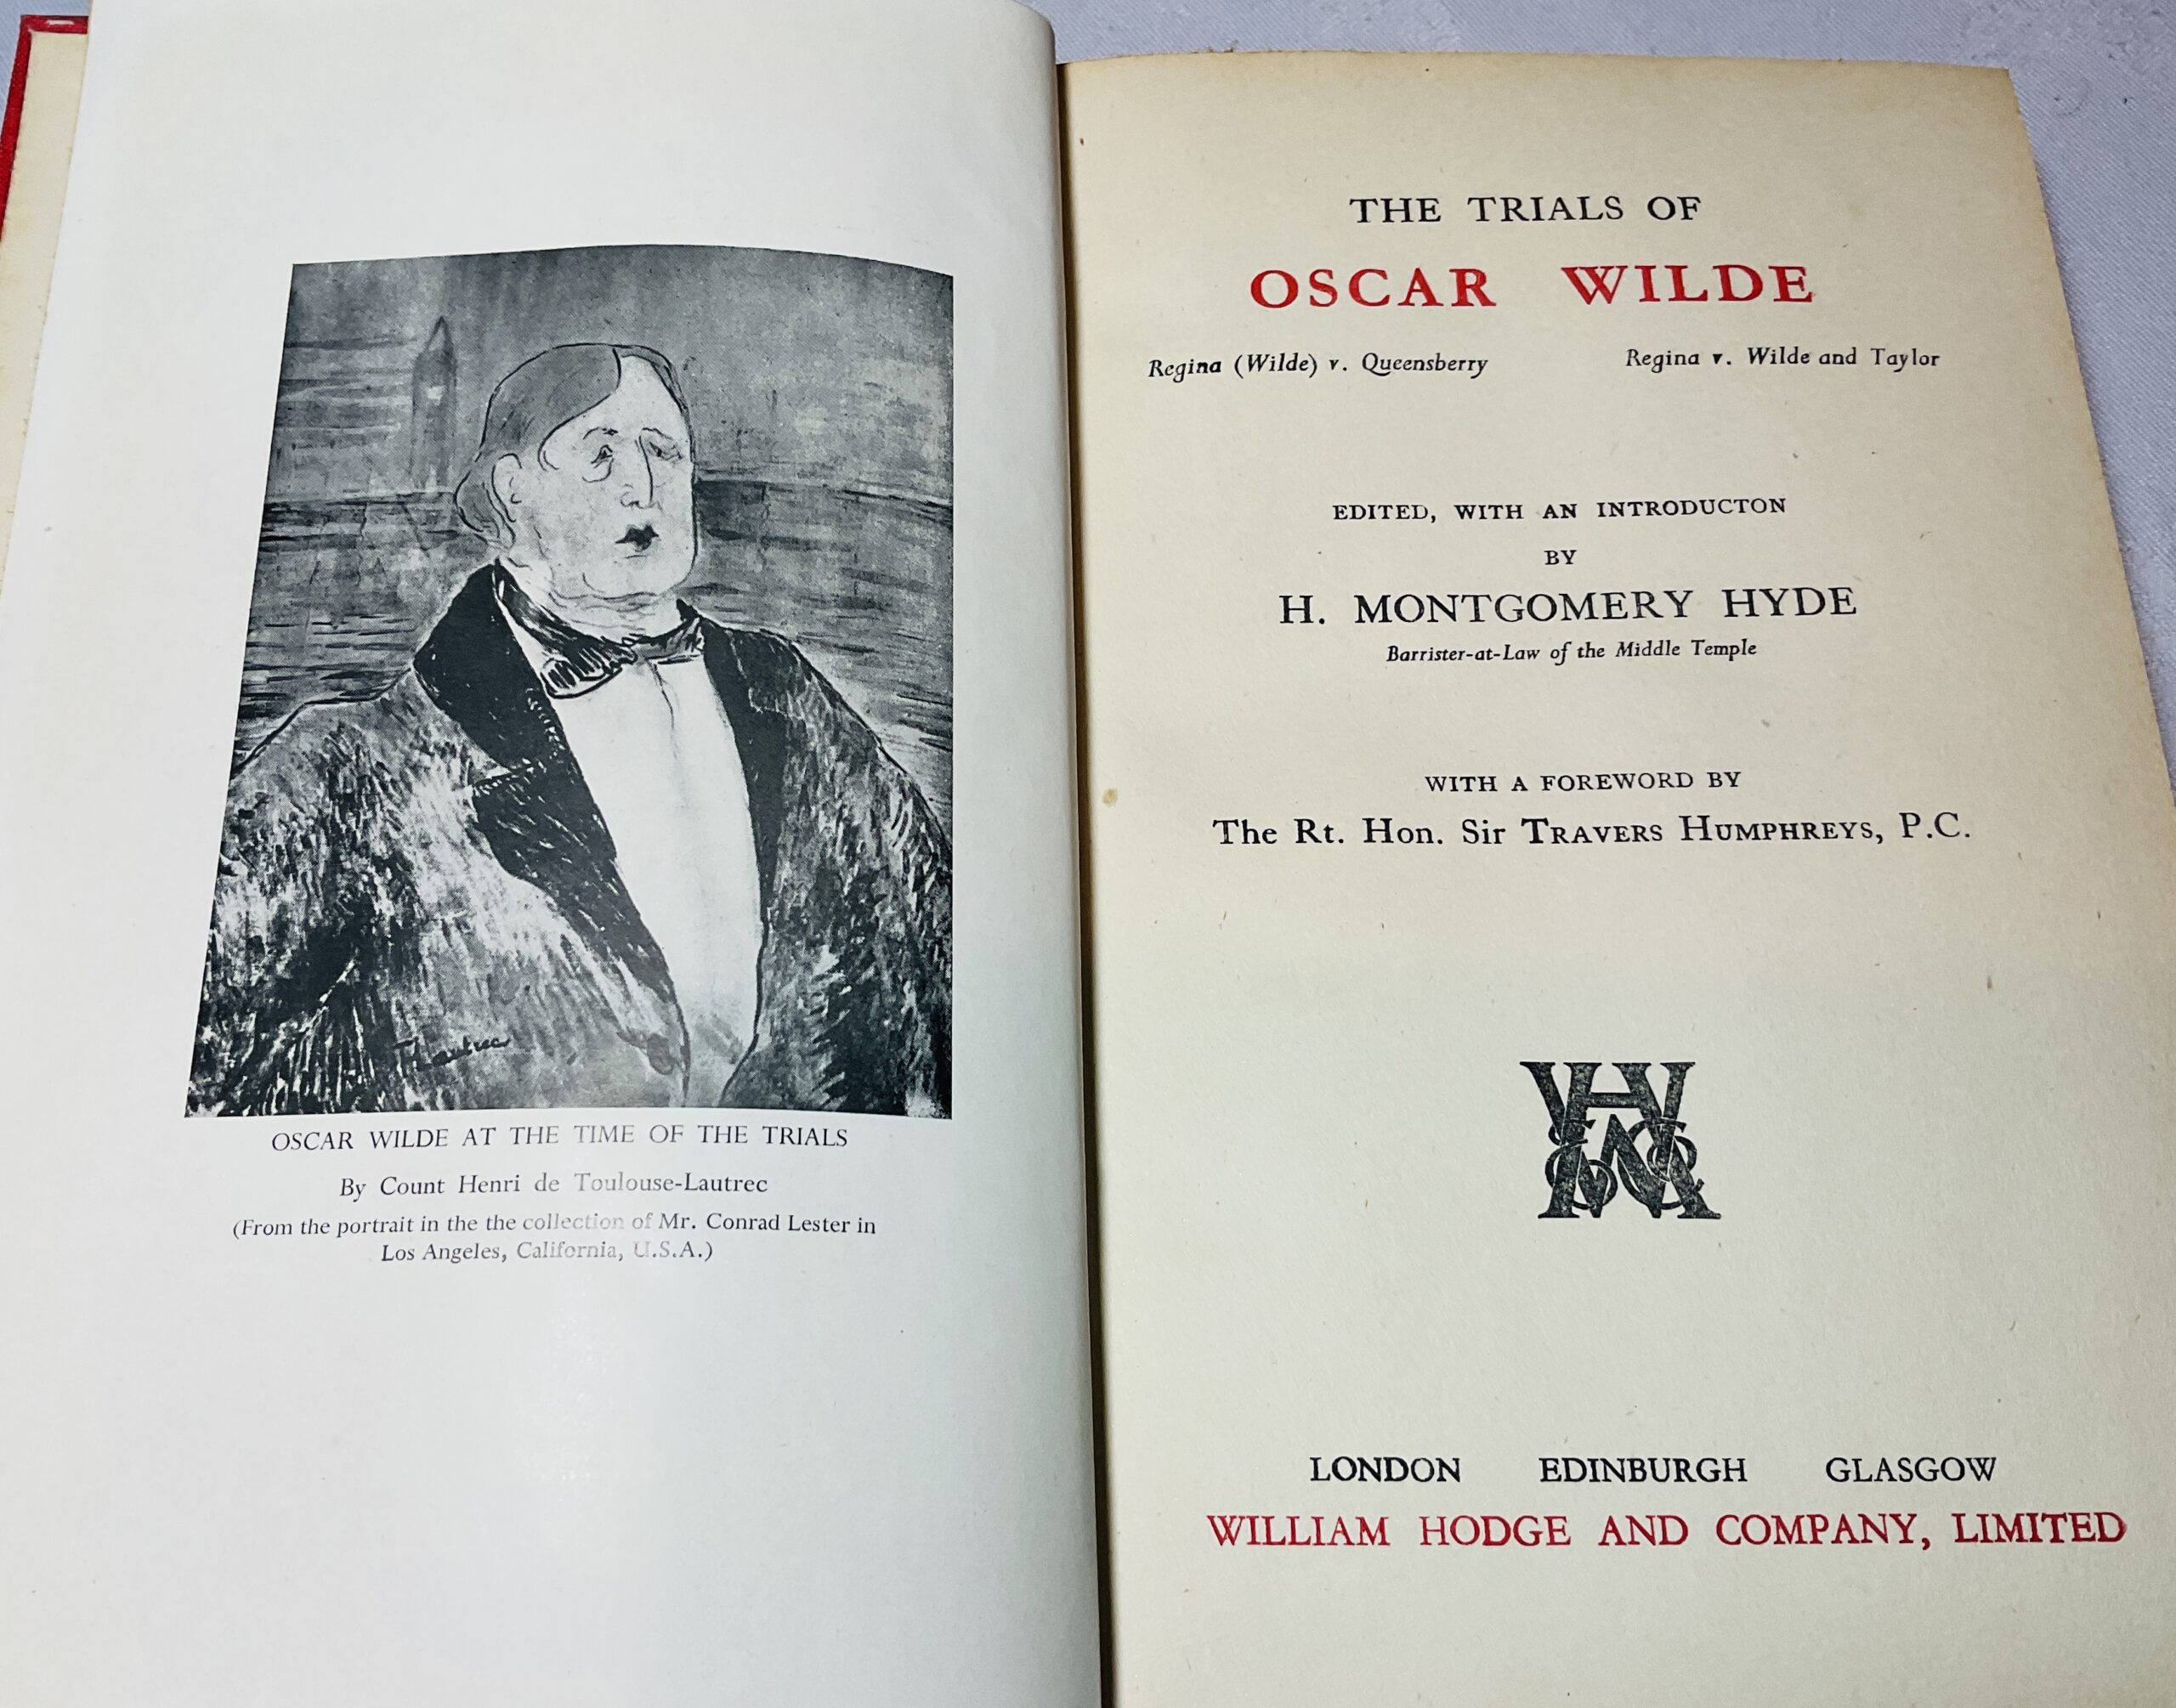 Lautrec
OSCAR WILDE AT THE TIME OF THE TRIALS
By Count Henri de Toulouse-Lautrec
(From the portrait in the the collection of Mr. Conrad Lester in
Los Angeles, California, U.S.A.)
THE TRIALS OF
OSCAR WILDE
Regina (Wilde) v. Queensberry Regina v. Wilde and Taylor
EDITED, WITH AN INTRODUCTON
BY
H. MONTGOMERY HYDE
Barrister-at-Law of the Middle Temple
WITH A FOREWORD BY
The Rt. Hon. Sir TRAVERS HUMPHREYS, P.C.
LONDON EDINBURGH GLASGOW
WILLIAM HODGE AND COMPANY, LIMITED